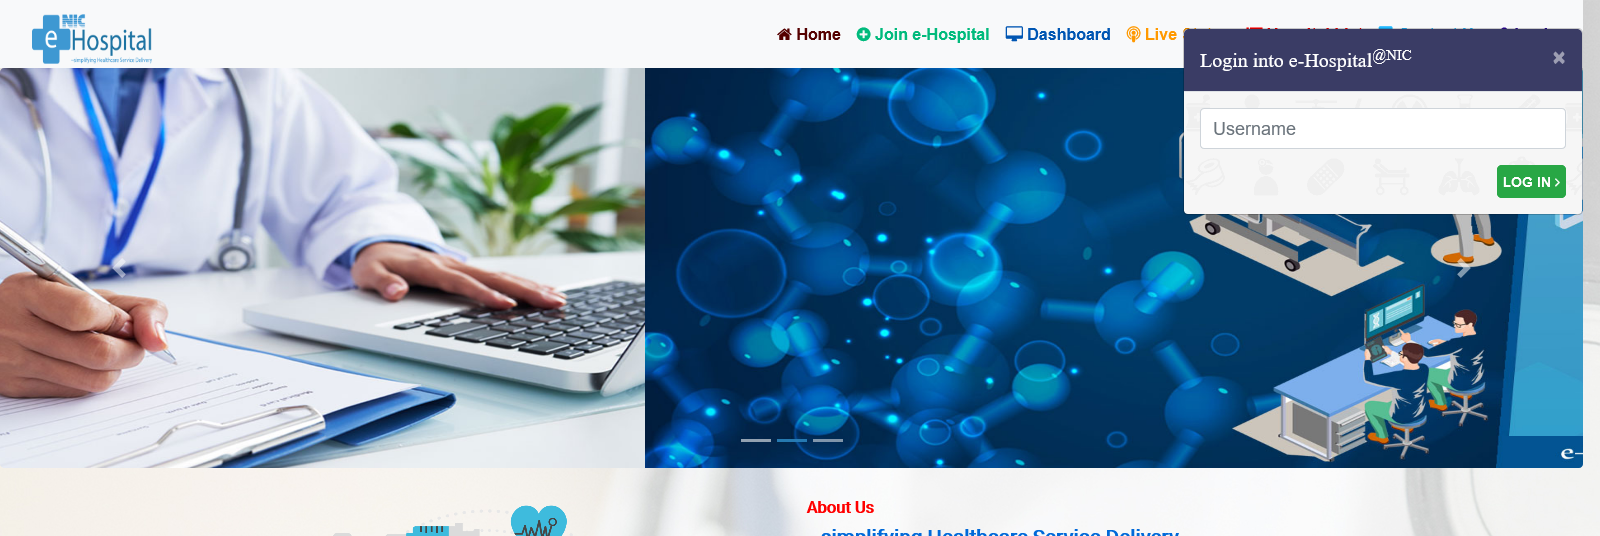 NIC
e Hospital
~simplifying Healthcare Service Delivery
Home Join e-Hospital Dashboard Live
Login into e-Hospital@NIC ×
Username
LOG IN
e-
About Us
simplifying Healthcare Service Delivery